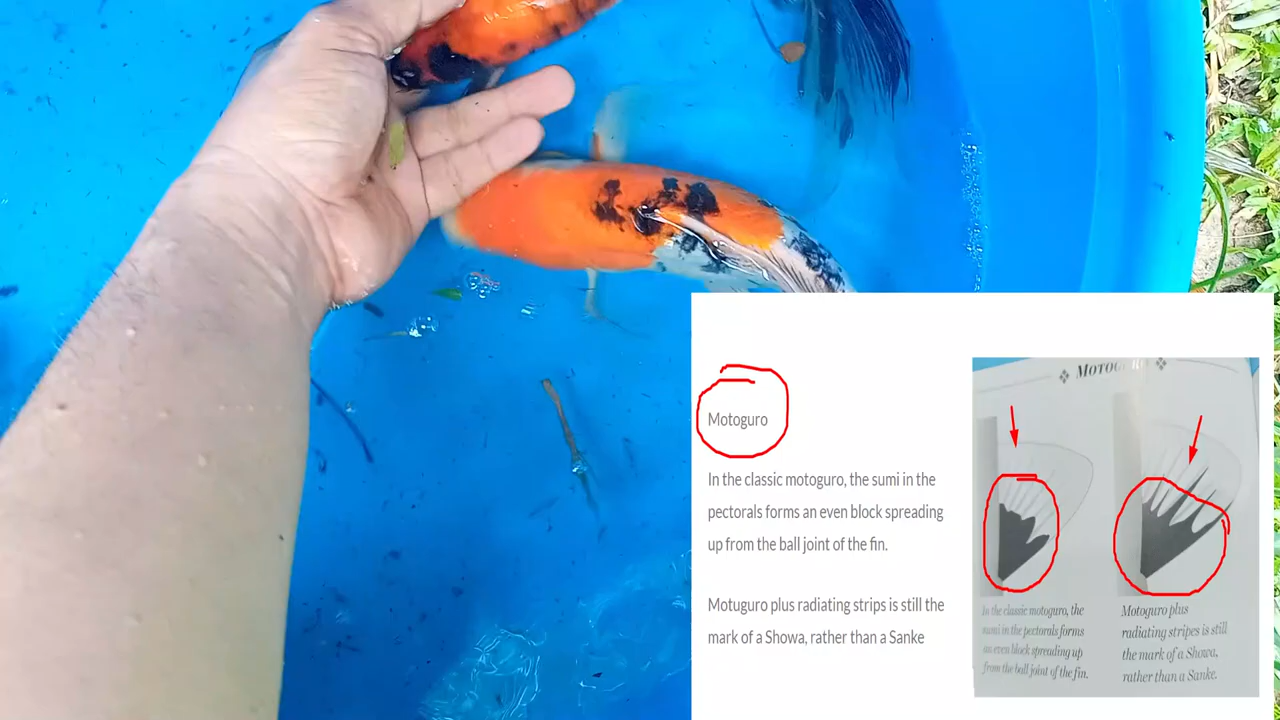 Motoguro
In the classic motoguro, the sumi in the
pectorals forms an even block spreading
up from the ball joint of the fin.
Motuguro plus radiating strips is still the
mark of a Showa, rather than a Sanke
In the classic motoguro, the
sumi in the pectorals forms
an even block spreading up
from the ball joint of the fin.
Motoguro plus
radiating stripes is still
the mark of a Showa,
rather than a Sanke.